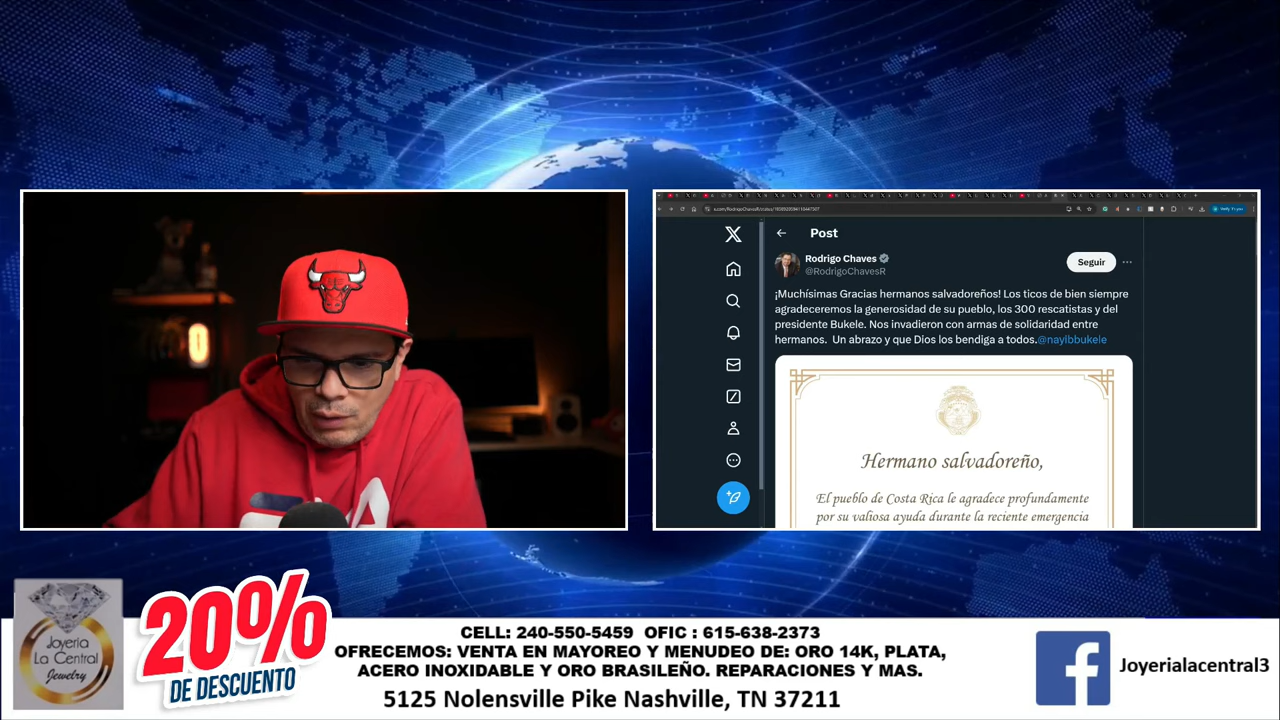 Post
Rodrigo Chaves
@RodrigoChavesR
Seguir
¡Muchísimas Gracias hermanos salvadoreños! Los ticos de bien siempre
agradeceremos la generosidad de su pueblo, los 300 rescatistas y del
presidente Bukele. Nos invadieron con armas de solidaridad entre
hermanos. Un abrazo y que Dios los bendiga a todos.@nayibbukele
Hermano salvadoreño,
El pueblo de Costa Rica le agradece profundamente
por su valiosa ayuda durante la reciente emergencia
Joyeria
La Central
Jewelry
20%
DE DESCUENTO
CELL: 240-550-5459 OFIC : 615-638-2373
OFRECEMOS: VENTA EN MAYOREO Y MENUDEO DE: ORO 14K, PLATA,
ACERO INOXIDABLE Y ORO BRASILEÑO. REPARACIONES Y MAS.
5125 Nolensville Pike Nashville, TN 37211
Joyerialacentral3